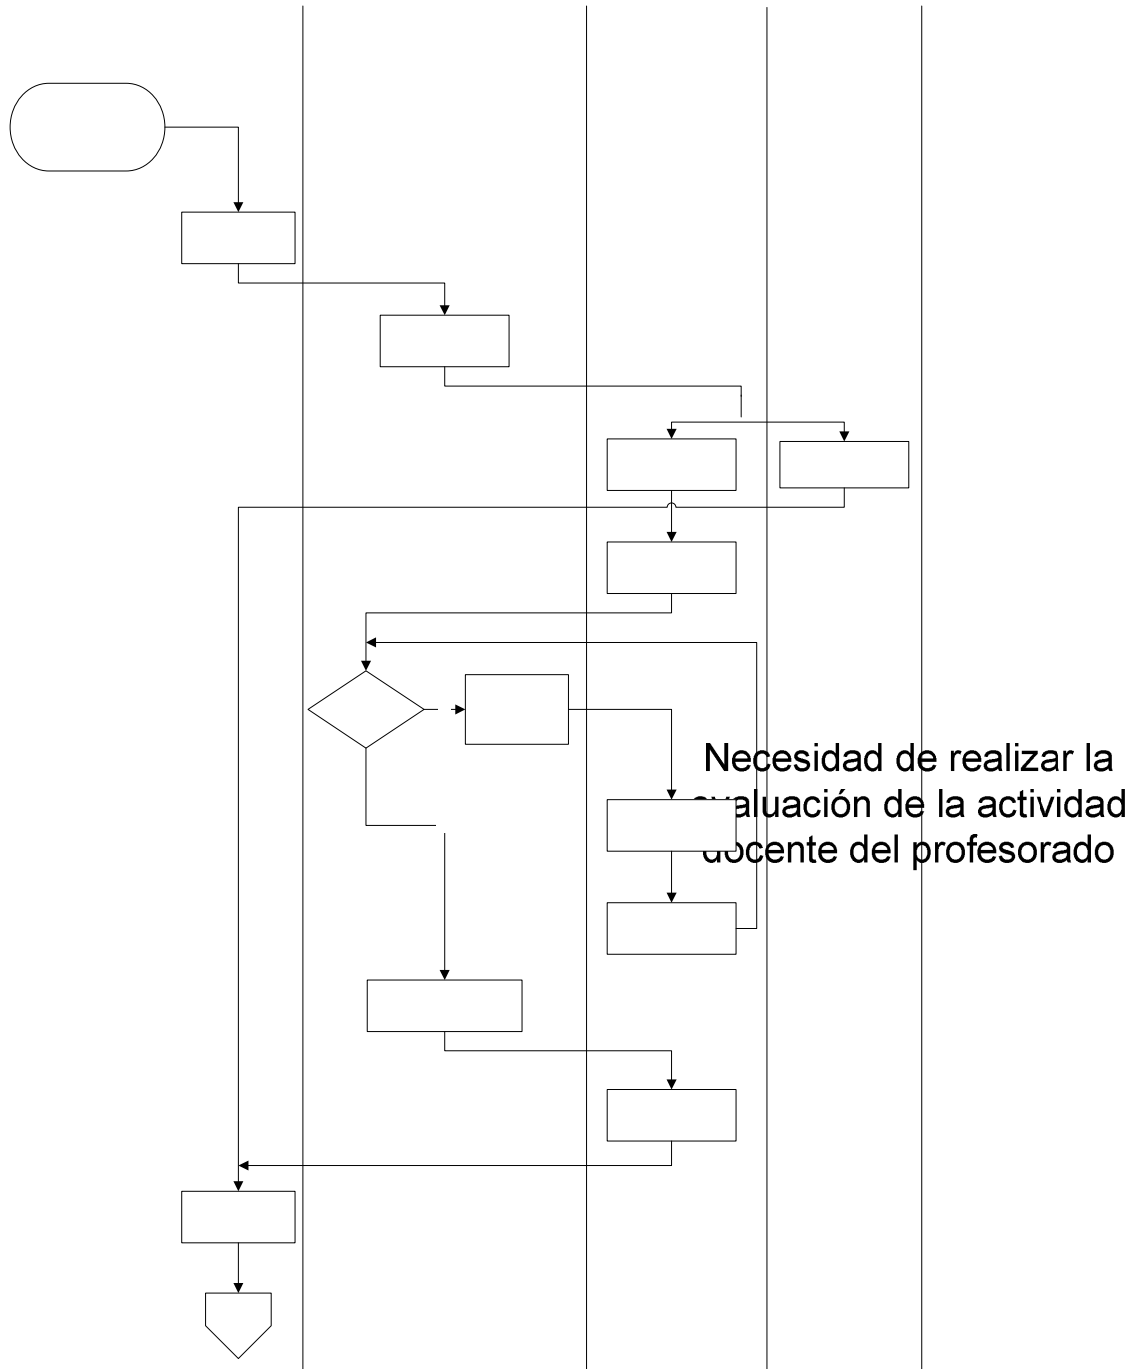 Necesidad de realizar la
evaluación de la actividad
docente del profesorado